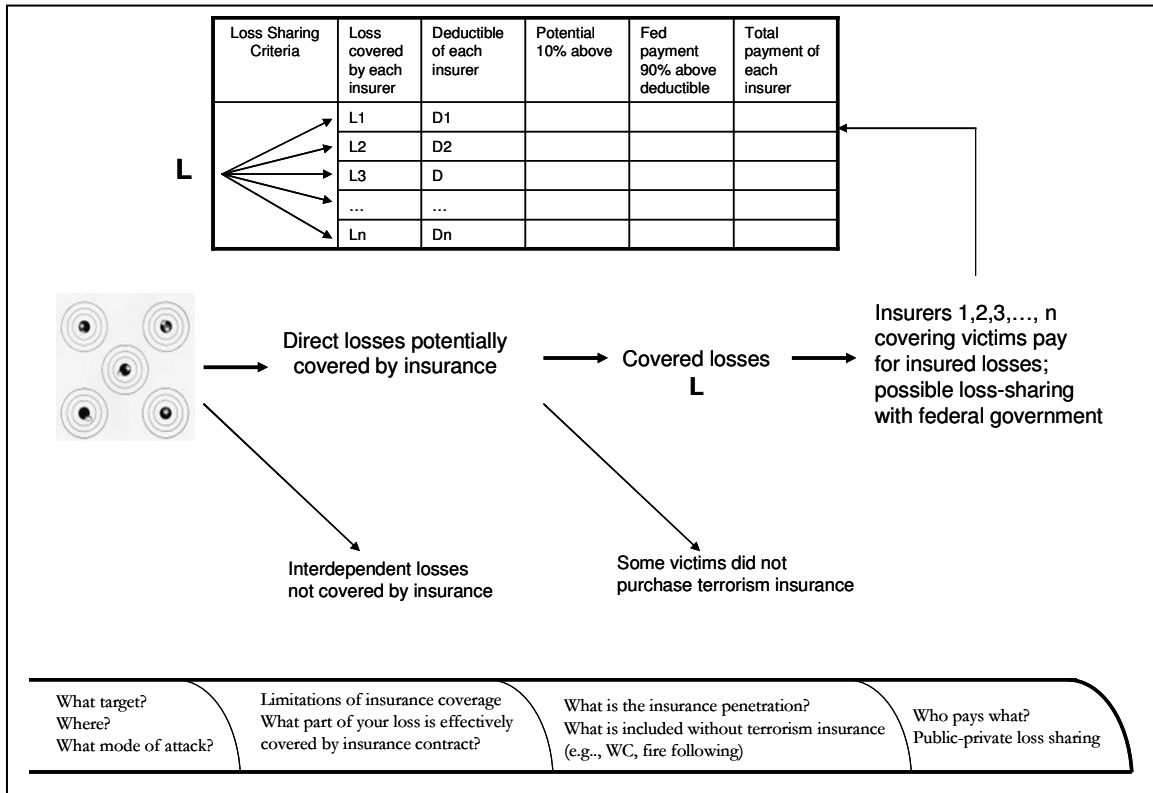 Loss Sharing
Criteria
Loss
covered
by each
insurer
Deductible
of each
insurer
Potential
10% above
Fed
payment
90% above
deductible
Total
payment of
each
insurer
L
L1
D1
L2
D2
L3
D
...
...
Ln
Dn
Direct losses potentially
covered by insurance
Covered losses
L
Insurers 1,2,3,…, n
covering victims pay
for insured losses;
possible loss-sharing
with federal government
Interdependent losses
not covered by insurance
Some victims did not
purchase terrorism insurance
What target?
Where?
What mode of attack?
Limitations of insurance coverage
What part of your loss is effectively
covered by insurance contract?
What is the insurance penetration?
What is included without terrorism insurance
(e.g.., WC, fire following)
Who pays what?
Public-private loss sharing